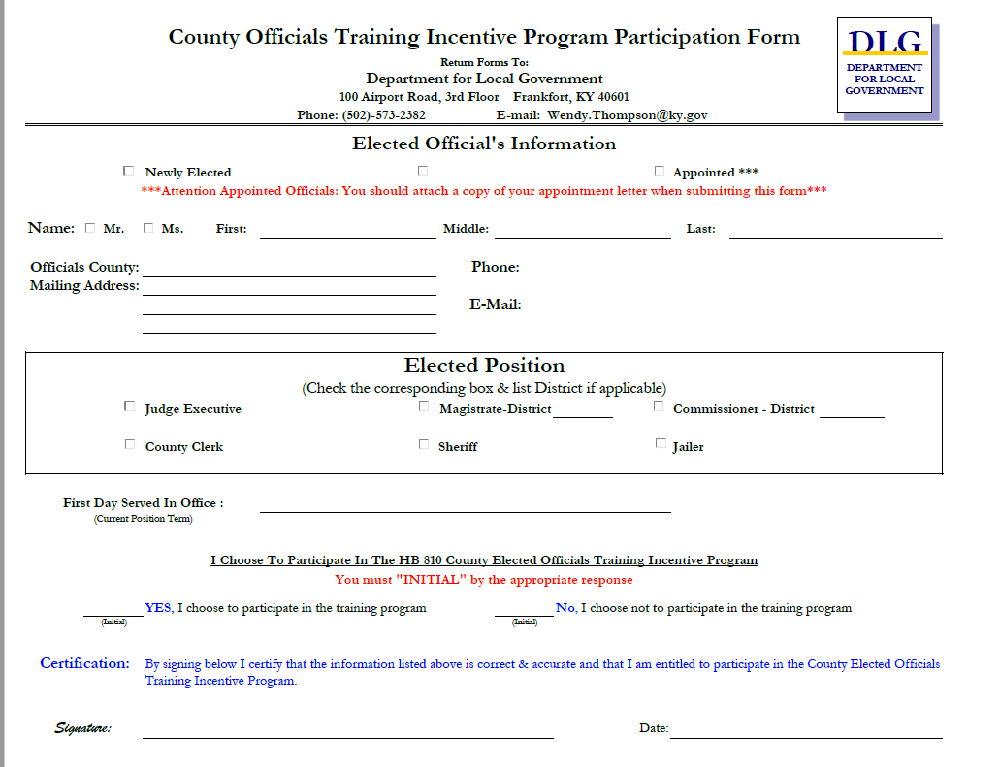 County Officials Training Incentive Program Participation Form
DLG
DEPARTMENT
FOR LOCAL
GOVERNMENT
Return Forms To:
Department for Local Government
100 Airport Road, 3rd Floor Frankfort, KY 40601
Phone: (502)-573-2382 E-mail: Wendy.Thompson@ky.gov
Elected Official's Information
Newly Elected Appointed ***
***Attention Appointed Officials: You should attach a copy of your appointment letter when submitting this form***
Name: Mr. Ms. First: Middle: Last:
Officials County: Phone:
Mailing Address:
E-Mail:
Elected Position
(Check the corresponding box & list District if applicable)
Judge Executive Magistrate-District Commissioner - District
County Clerk Sheriff Jailer
First Day Served In Office :
(Current Position Term)
I Choose To Participate In The HB 810 County Elected Officials Training Incentive Program
You must "INITIAL" by the appropriate response
YES, I choose to participate in the training program No, I choose not to participate in the training program
(Initial) (Initial)
Certification: By signing below I certify that the information listed above is correct & accurate and that I am entitled to participate in the County Elected Officials
Training Incentive Program.
Signature: Date: